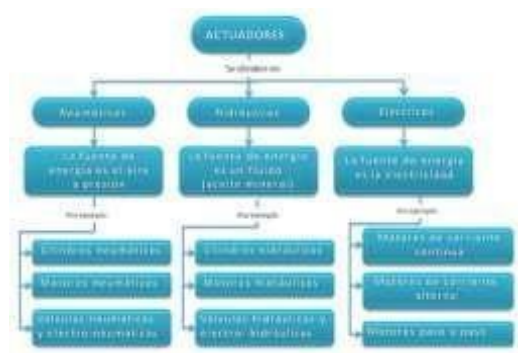 ACTUADORES
Se dividen en
Neumáticos
Hidráulicos
Eléctricos
La fuente de
energía es el aire
a presión
La fuente de energía
es un fluido
(aceite mineral)
La fuente de energía
es la electricidad
Por ejemplo
Por ejemplo
Por ejemplo
Cilindros neumáticos
Motores neumáticos
Válvulas neumáticas
y electro-neumáticas
Cilindros hidráulicos
Motores hidráulicos
Válvulas hidráulicas y
electro-hidráulicas
Motores de corriente
continua
Motores de corriente
alterna
Motores paso a paso